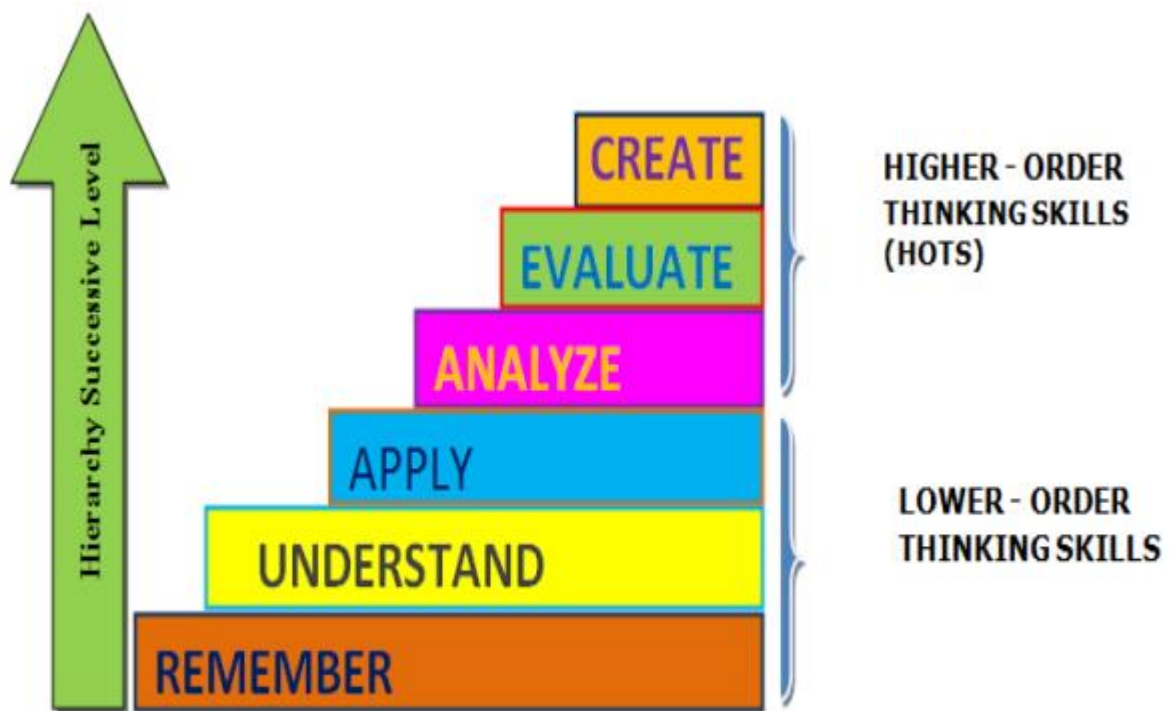 Hierarchy Successive Level
CREATE
EVALUATE
ANALYZE
APPLY
UNDERSTAND
REMEMBER
HIGHER - ORDER
THINKING SKILLS
(HOTS)
LOWER - ORDER
THINKING SKILLS